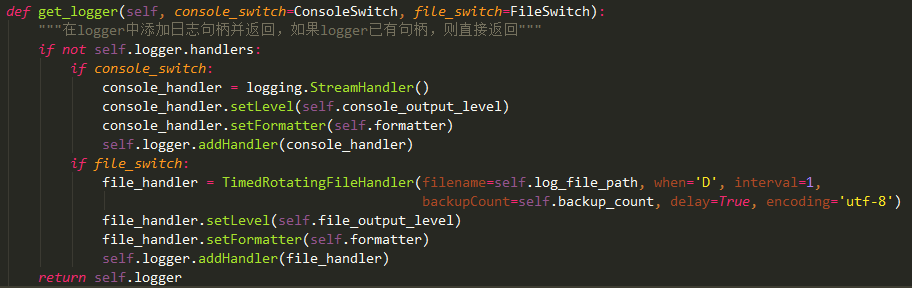 def get_logger(self, console_switch=ConsoleSwitch, file_switch=FileSwitch):
    """在logger中添加日志句柄并返回，如果logger已有句柄，则直接返回"""
    if not self.logger.handlers:
        if console_switch:
            console_handler = logging.StreamHandler()
            console_handler.setLevel(self.console_output_level)
            console_handler.setFormatter(self.formatter)
            self.logger.addHandler(console_handler)
        if file_switch:
            file_handler = TimedRotatingFileHandler(filename=self.log_file_path, when='D', interval=1,
                                                    backupCount=self.backup_count, delay=True, encoding='utf-8')
            file_handler.setLevel(self.file_output_level)
            file_handler.setFormatter(self.formatter)
            self.logger.addHandler(file_handler)
    return self.logger